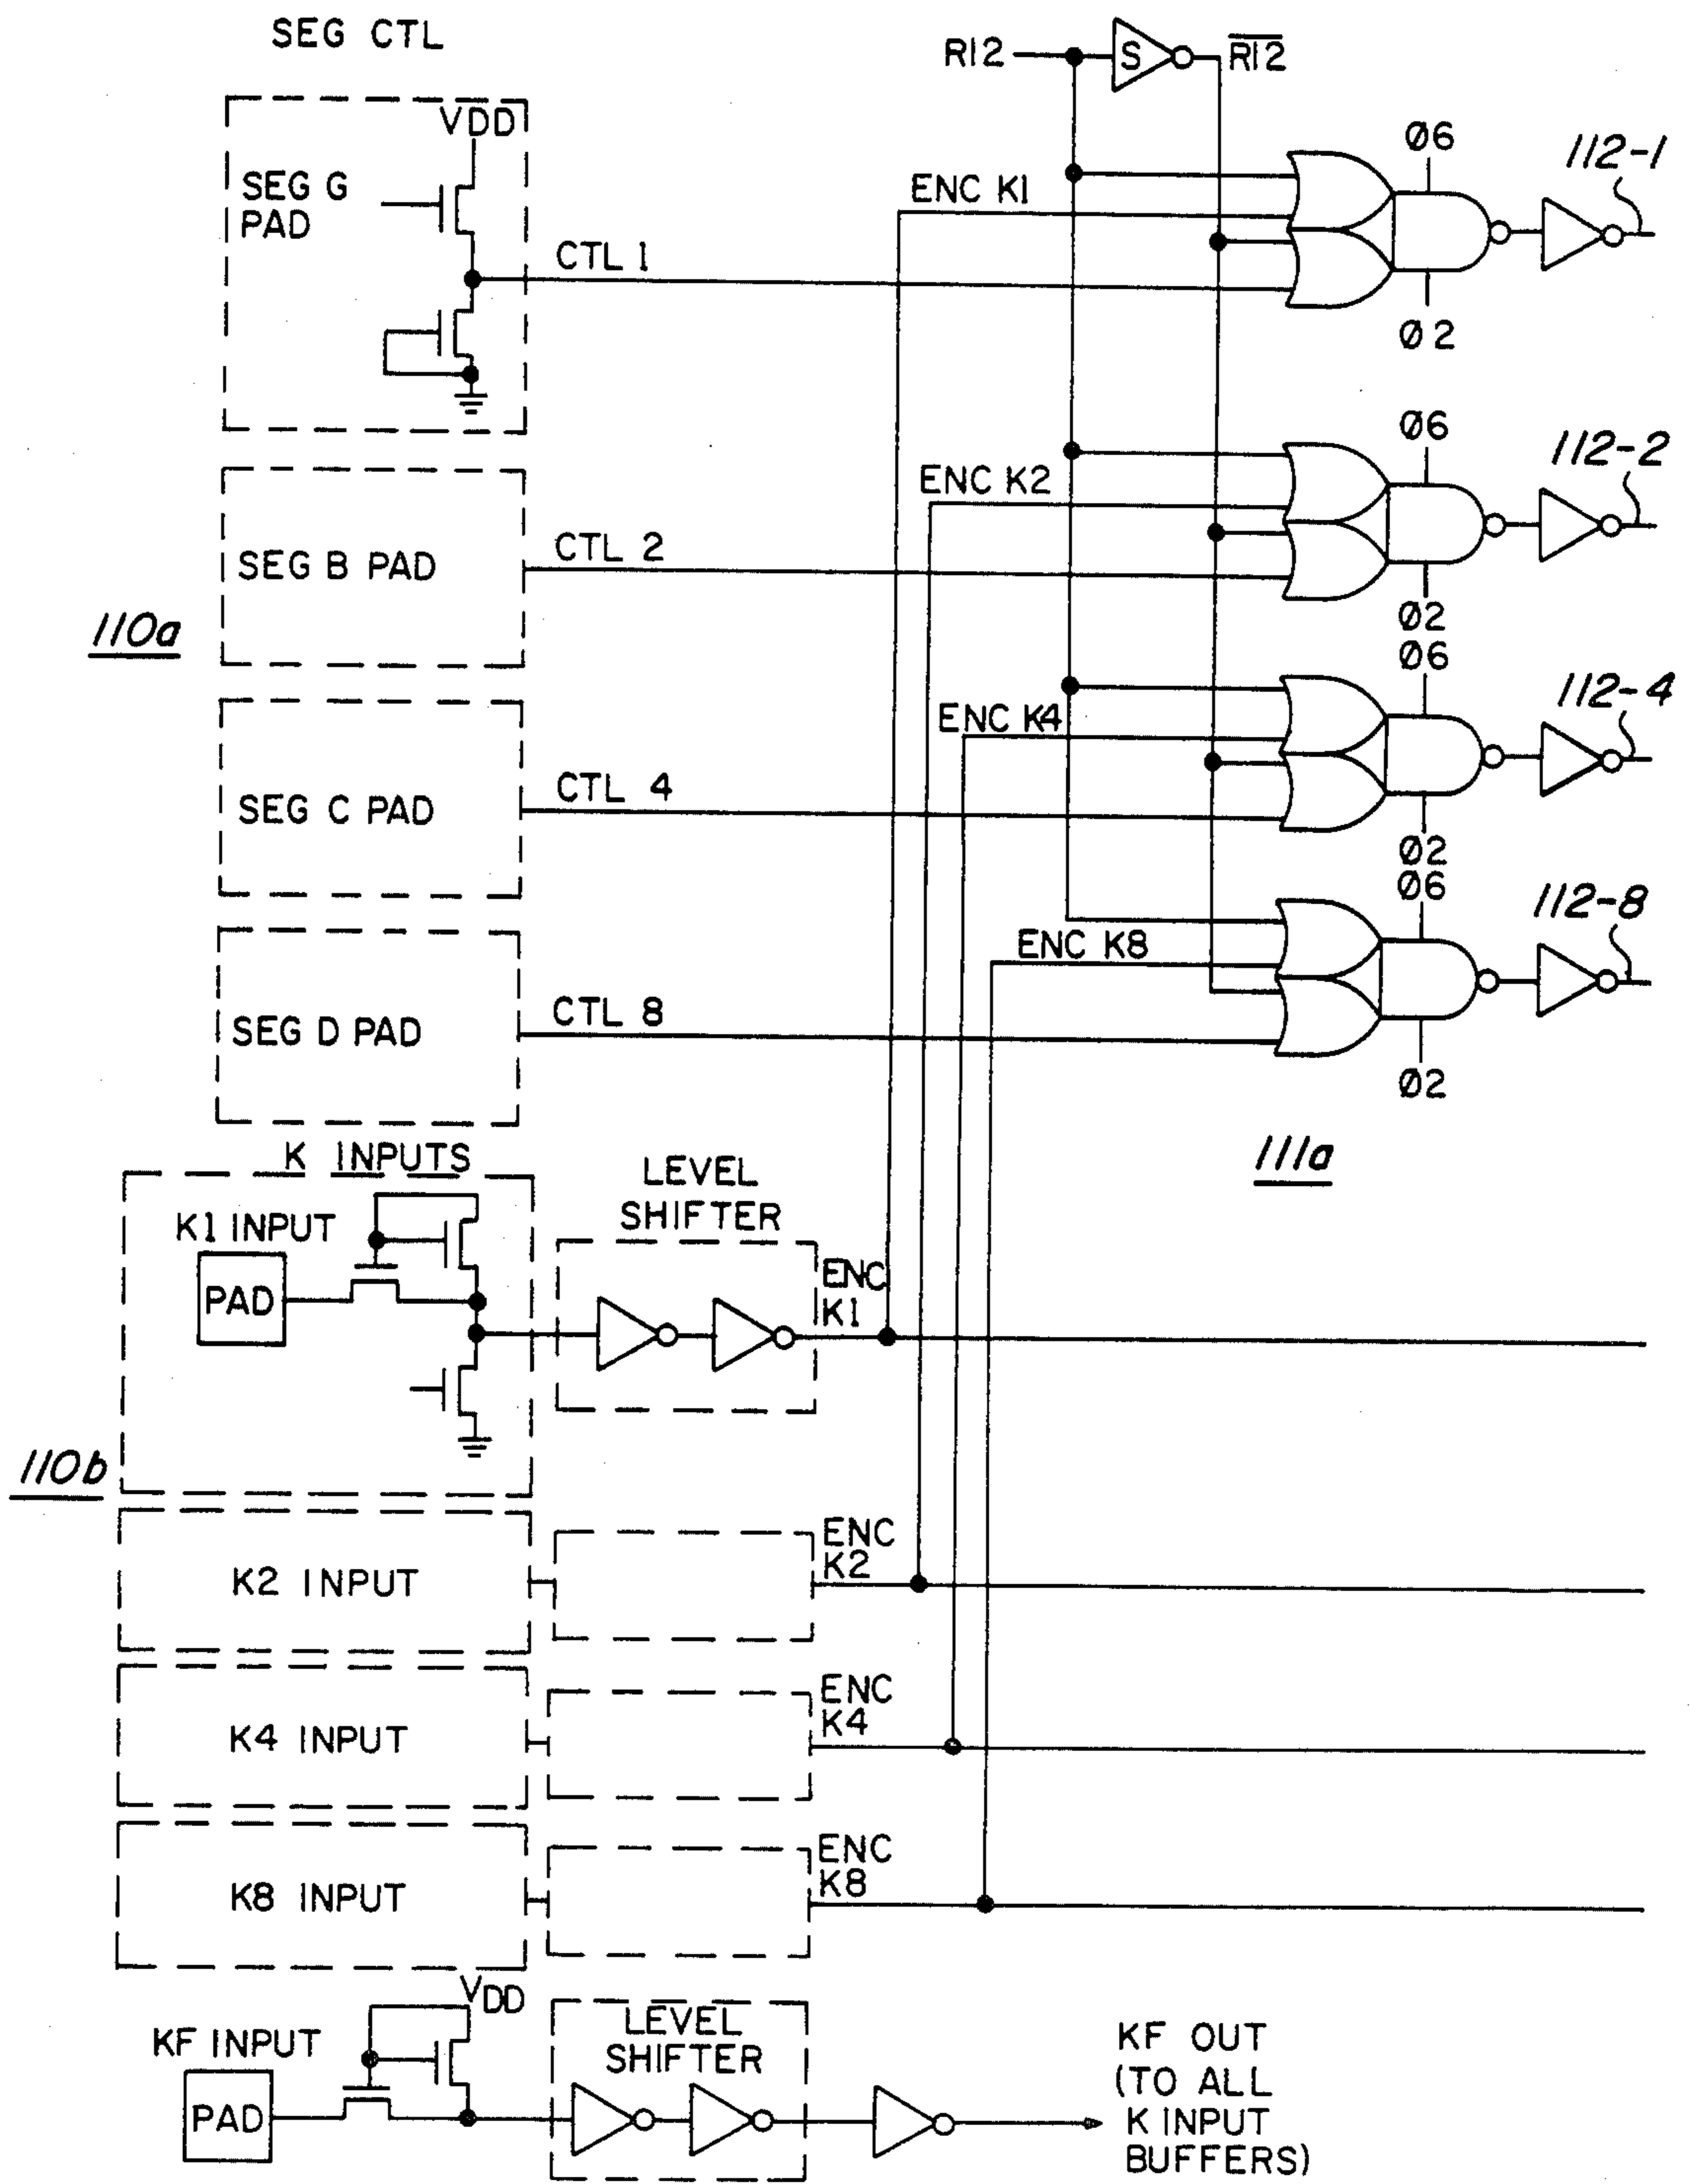 SEG CTL
R12
S
R12
VDD
SEG G
PAD
CTL 1
ENC K1
Ø6
Ø2
112-1
SEG B PAD
CTL 2
ENC K2
Ø6
Ø2
112-2
110a
SEG C PAD
CTL 4
ENC K4
Ø6
Ø2
112-4
SEG D PAD
CTL 8
ENC K8
Ø6
Ø2
112-8
111a
K INPUTS
K1 INPUT
PAD
LEVEL
SHIFTER
ENC
K1
110b
K2 INPUT
ENC
K2
K4 INPUT
ENC
K4
K8 INPUT
ENC
K8
VDD
KF INPUT
PAD
LEVEL
SHIFTER
KF OUT
(TO ALL
K INPUT
BUFFERS)